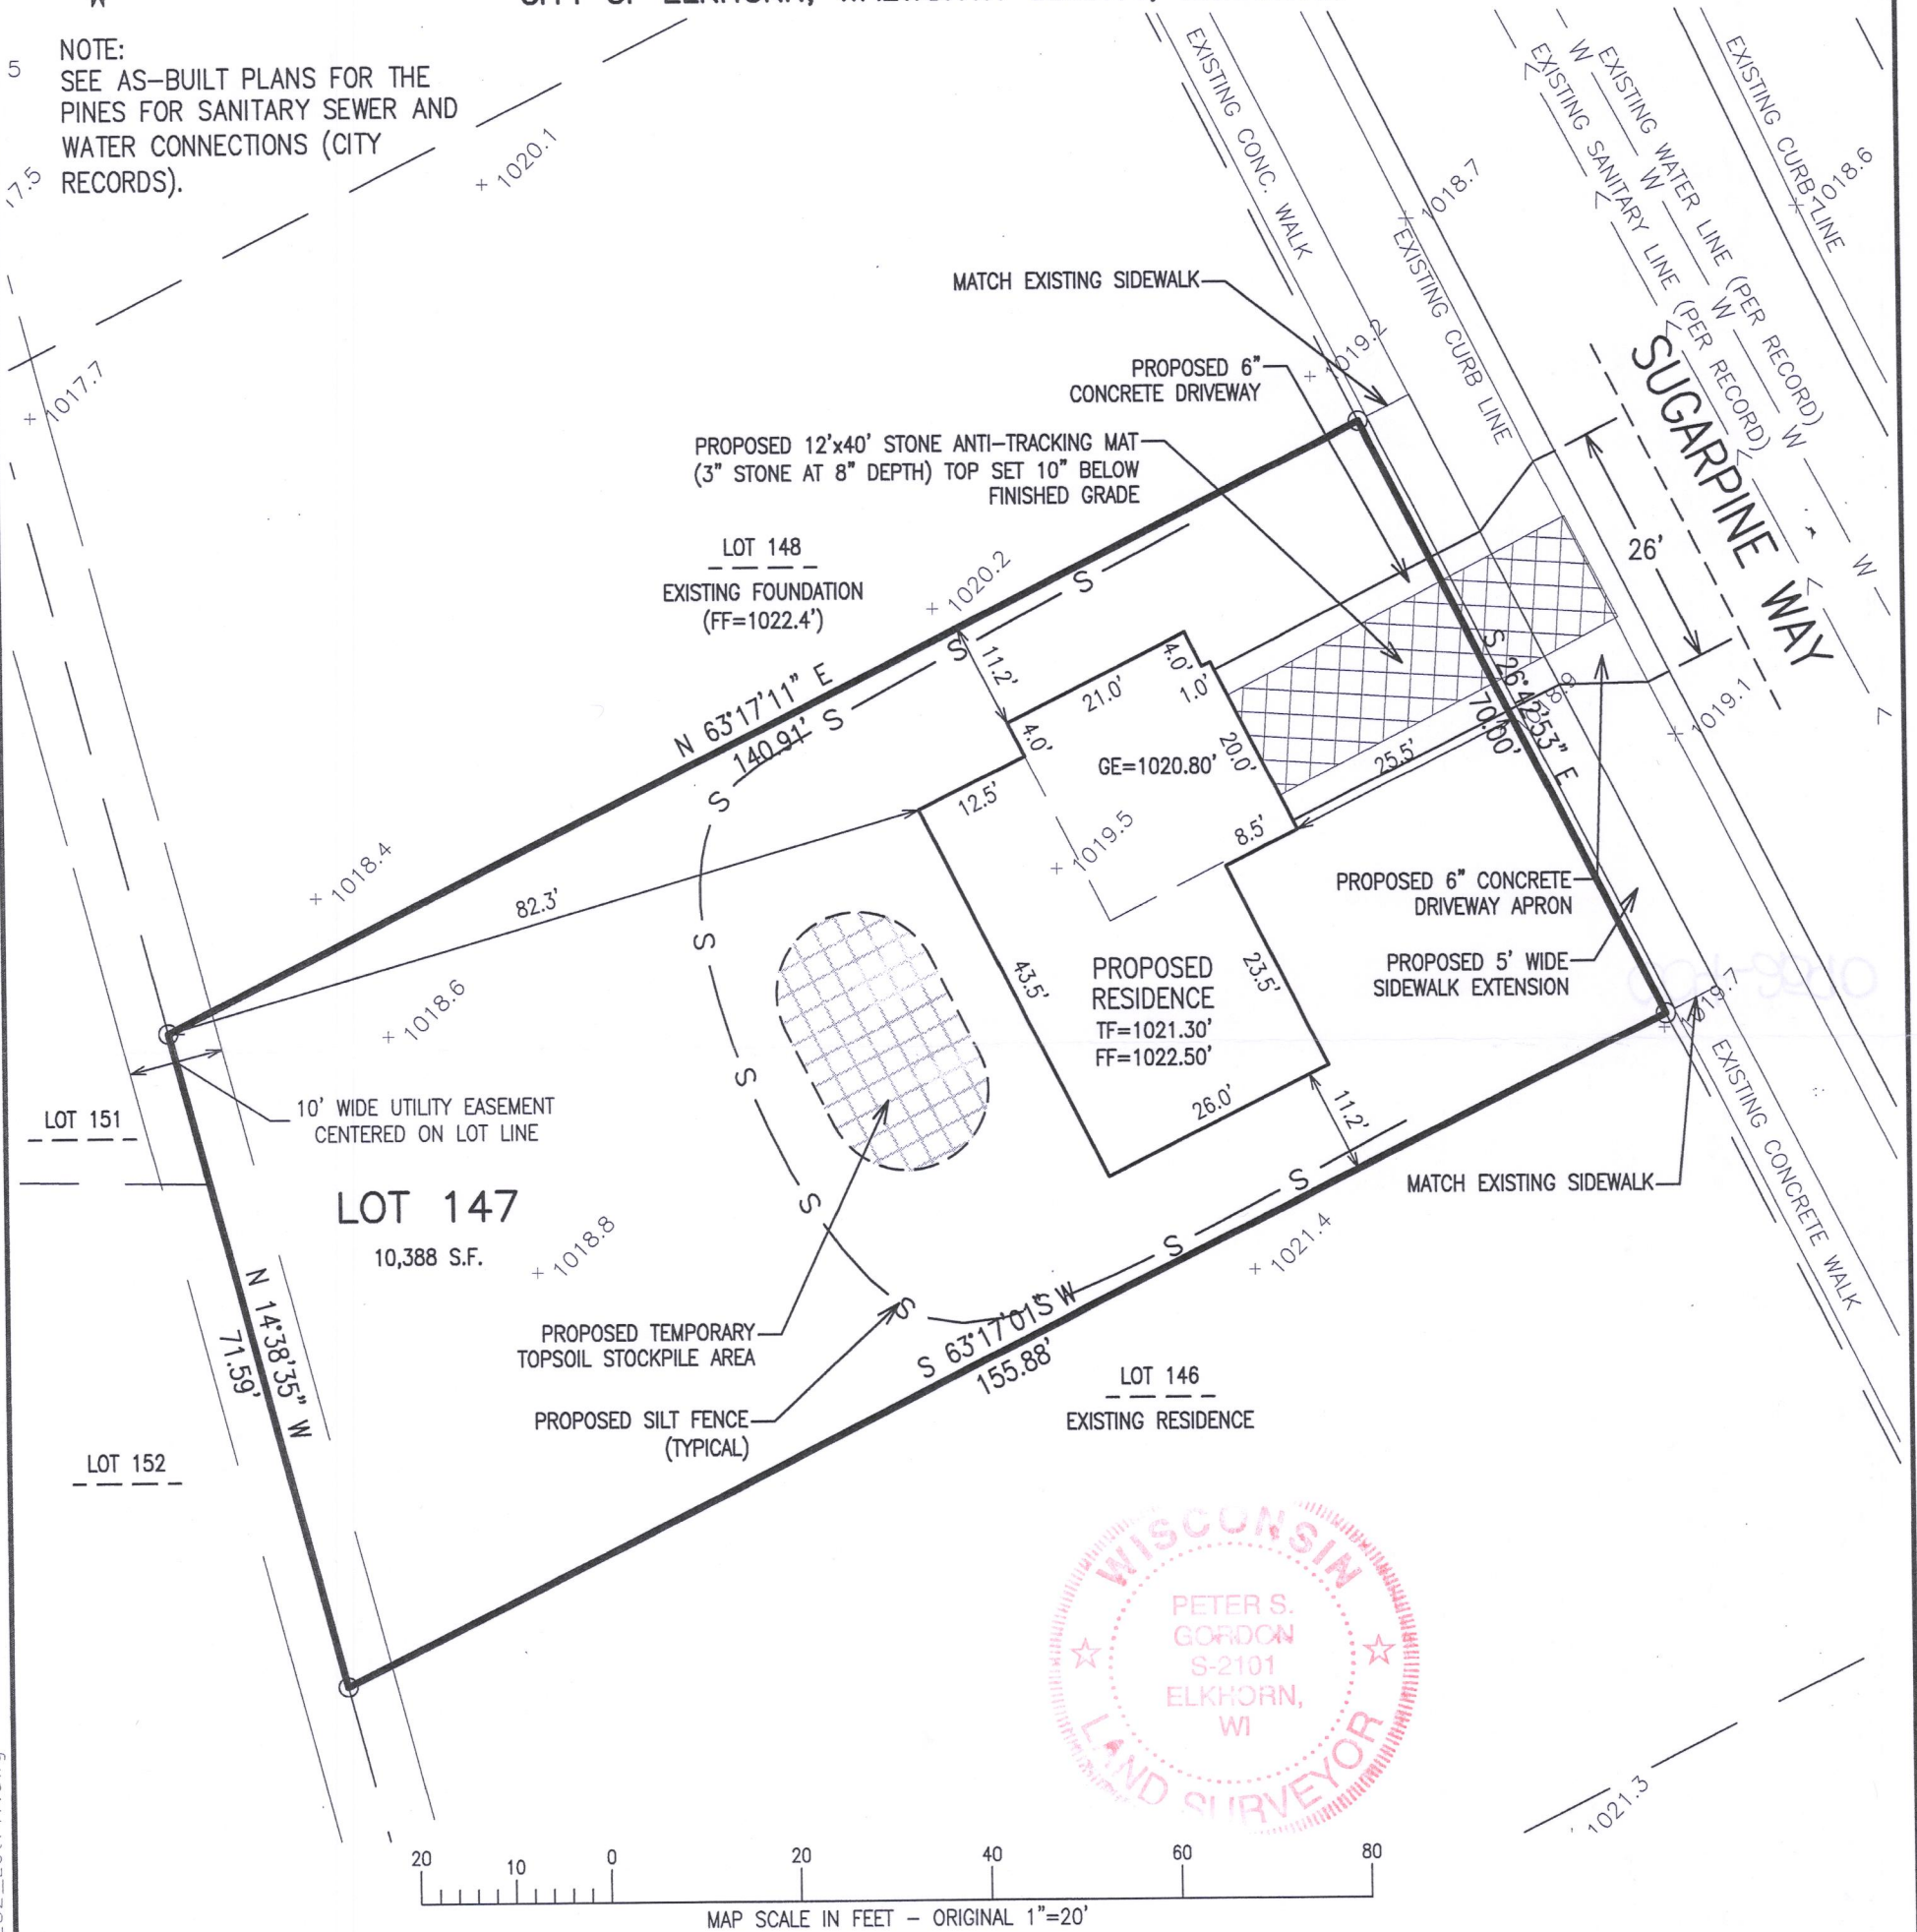 NOTE:
SEE AS-BUILT PLANS FOR THE
PINES FOR SANITARY SEWER AND
WATER CONNECTIONS (CITY
RECORDS).
5
17.5
+ 1020.1
+ 1017.7
EXISTING CONC. WALK
EXISTING CURB LINE
EXISTING SANITARY LINE (PER RECORD)
EXISTING WATER LINE (PER RECORD)
W W W W W W
EXISTING CURB LINE
+ 1018.7
+ 1018.6
+ 1019.2
SUGARPINE WAY
26'
MATCH EXISTING SIDEWALK
PROPOSED 6"
CONCRETE DRIVEWAY
PROPOSED 12'x40' STONE ANTI-TRACKING MAT
(3" STONE AT 8" DEPTH) TOP SET 10" BELOW
FINISHED GRADE
LOT 148
EXISTING FOUNDATION
(FF=1022.4')
+ 1020.2
N 63°17'11" E
140.91'
S S S S S S S S S S S S
11.2'
21.0'
4.0'
1.0'
4.0'
20.0'
GE=1020.80'
12.5'
25.5'
8.5'
S 26°42'53" E
70.00'
+ 1019.1
+ 1019.5
+ 1018.4
82.3'
+ 1018.6
43.5'
23.5'
PROPOSED
RESIDENCE
TF=1021.30'
FF=1022.50'
26.0'
11.2'
PROPOSED 6" CONCRETE
DRIVEWAY APRON
PROPOSED 5' WIDE
SIDEWALK EXTENSION
MATCH EXISTING SIDEWALK
EXISTING CONCRETE WALK
10' WIDE UTILITY EASEMENT
CENTERED ON LOT LINE
LOT 151
LOT 147
10,388 S.F.
+ 1018.8
+ 1021.4
N 14°38'35" W
71.59'
PROPOSED TEMPORARY
TOPSOIL STOCKPILE AREA
PROPOSED SILT FENCE
(TYPICAL)
S 63°17'01" W
155.88'
LOT 146
EXISTING RESIDENCE
LOT 152
WISCONSIN
PETER S.
GORDON
S-2101
ELKHORN,
WI
LAND SURVEYOR
1021.3
20 10 0 20 40 60 80
MAP SCALE IN FEET - ORIGINAL 1"=20'